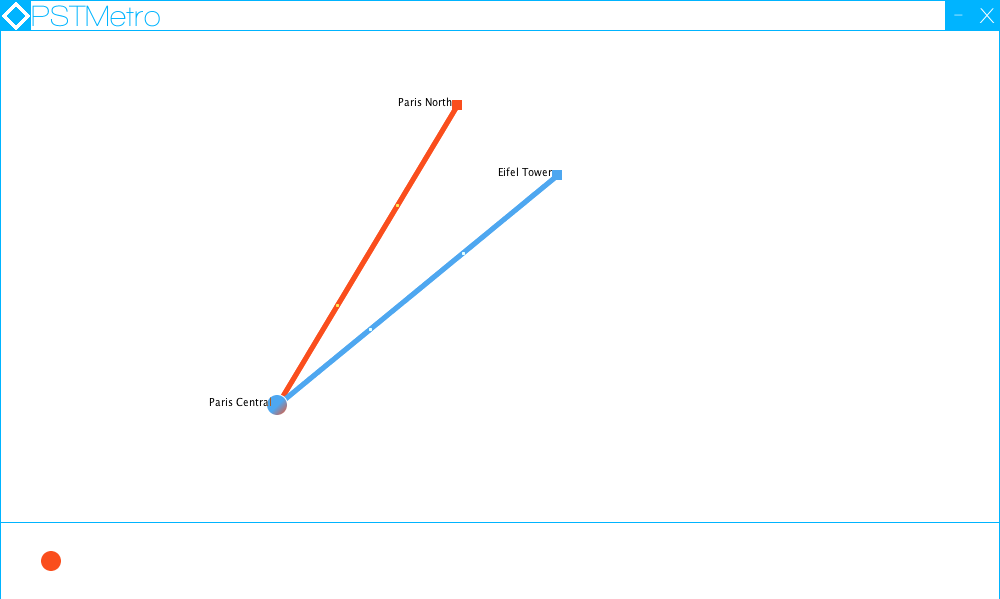 PSTMetro
Paris North
Eifel Tower
Paris Central